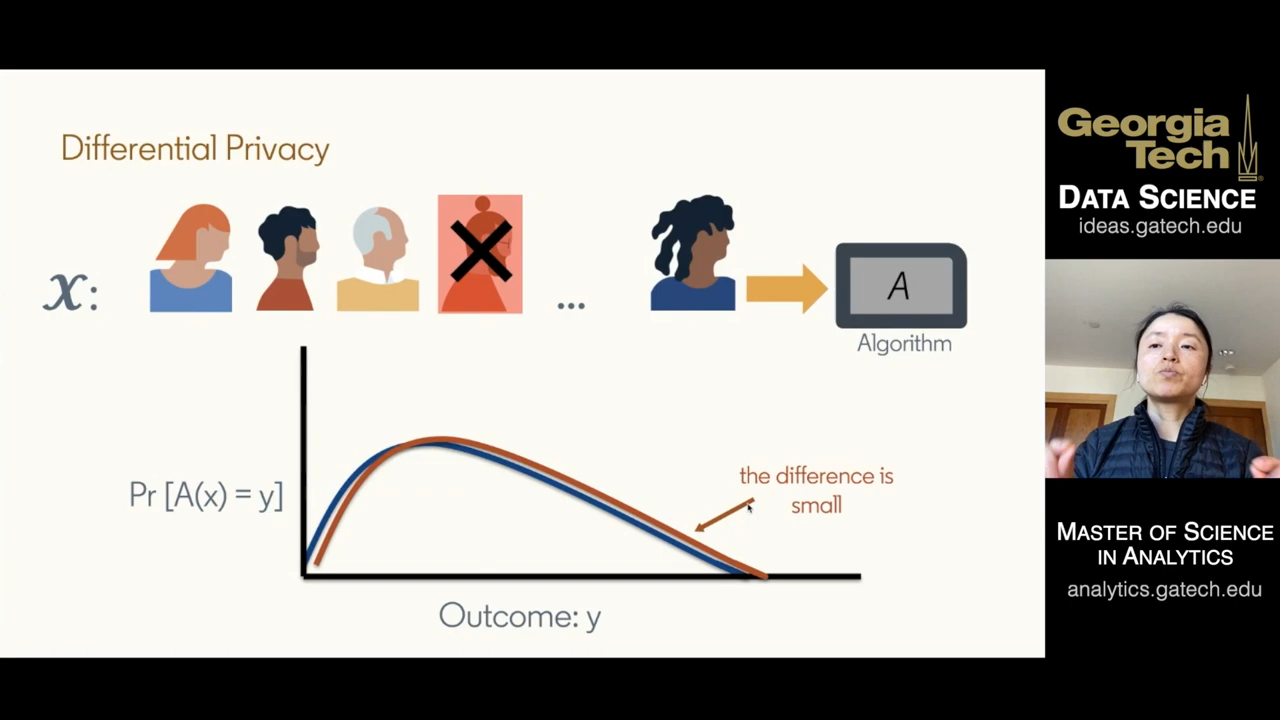 Differential Privacy
x:
...
A
Algorithm
Pr [A(x) = y]
the difference is
small
Outcome: y
Georgia
Tech
DATA SCIENCE
ideas.gatech.edu
MASTER OF SCIENCE
IN ANALYTICS
analytics.gatech.edu